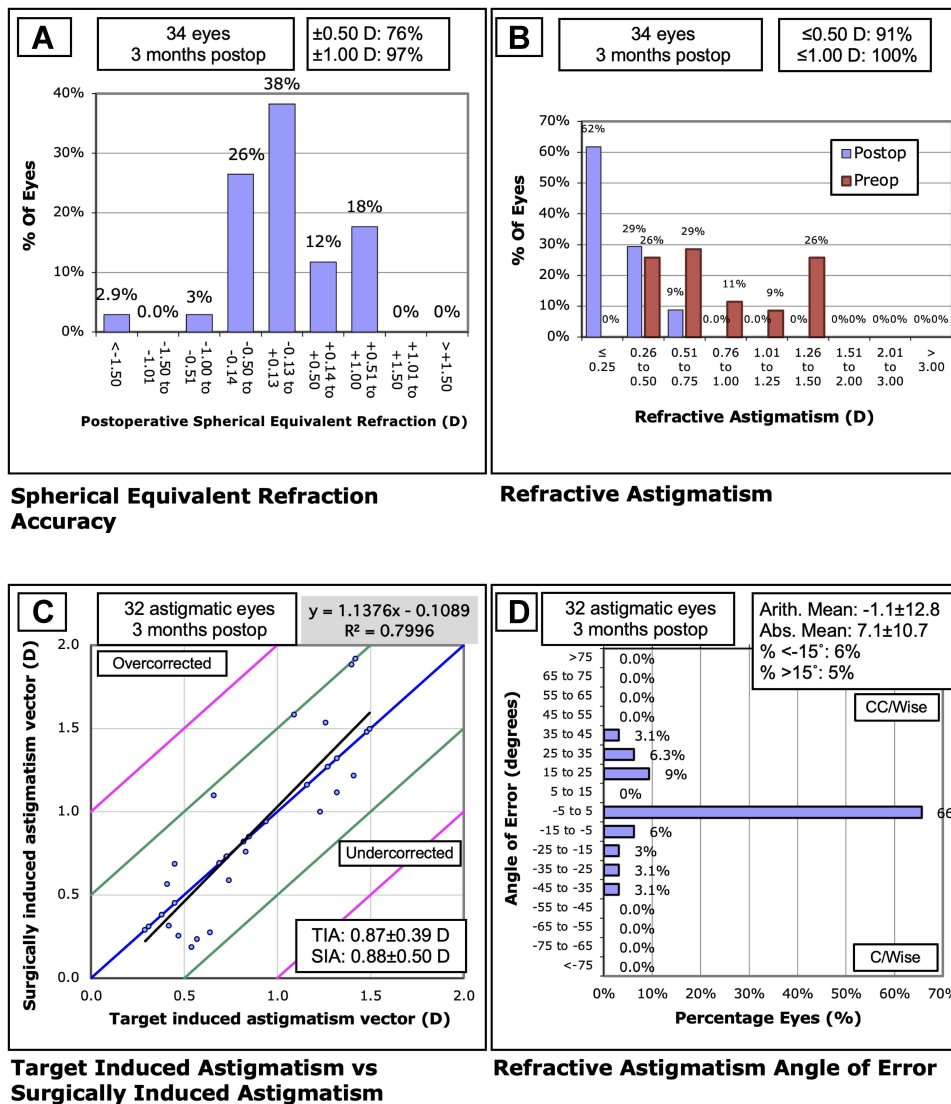 A
34 eyes
3 months postop
±0.50 D: 76%
±1.00 D: 97%
% Of Eyes
40%
30%
20%
10%
0%
2.9%
0.0%
3%
26%
38%
12%
18%
0%
0%
<-1.50
-1.50 to
-1.01
-1.00 to
-0.51
-0.50 to
-0.14
-0.13 to
+0.13
+0.14 to
+0.50
+0.51 to
+1.00
+1.01 to
+1.50
>+1.50
Postoperative Spherical Equivalent Refraction (D)
Spherical Equivalent Refraction
Accuracy
B
34 eyes
3 months postop
≤0.50 D: 91%
≤1.00 D: 100%
% Of Eyes
70%
60%
50%
40%
30%
20%
10%
0%
Postop
Preop
62%
0%
29%
26%
9%
29%
0.0%
11%
0.0%
9%
0%
26%
0%0%
0%0%
0%0%
≤
0.25
0.26
to
0.50
0.51
to
0.75
0.76
to
1.00
1.01
to
1.25
1.26
to
1.50
1.51
to
2.00
2.01
to
3.00
>
3.00
Refractive Astigmatism (D)
Refractive Astigmatism
C
32 astigmatic eyes
3 months postop
y = 1.1376x - 0.1089
R² = 0.7996
Surgically induced astigmatism vector (D)
2.0
1.5
1.0
0.5
0.0
Overcorrected
Undercorrected
TIA: 0.87±0.39 D
SIA: 0.88±0.50 D
0.0
0.5
1.0
1.5
2.0
Target induced astigmatism vector (D)
Target Induced Astigmatism vs
Surgically Induced Astigmatism
D
32 astigmatic eyes
3 months postop
Arith. Mean: -1.1±12.8
Abs. Mean: 7.1±10.7
% <-15˚: 6%
% >15˚: 5%
CC/Wise
C/Wise
Angle of Error (degrees)
>75 0.0%
65 to 75 0.0%
55 to 65 0.0%
45 to 55 0.0%
35 to 45 3.1%
25 to 35 6.3%
15 to 25 9%
5 to 15 0%
-5 to 5 66
-15 to -5 6%
-25 to -15 3%
-35 to -25 3.1%
-45 to -35 3.1%
-55 to -45 0.0%
-65 to -55 0.0%
-75 to -65 0.0%
<-75 0.0%
0%
10%
20%
30%
40%
50%
60%
70%
Percentage Eyes (%)
Refractive Astigmatism Angle of Error